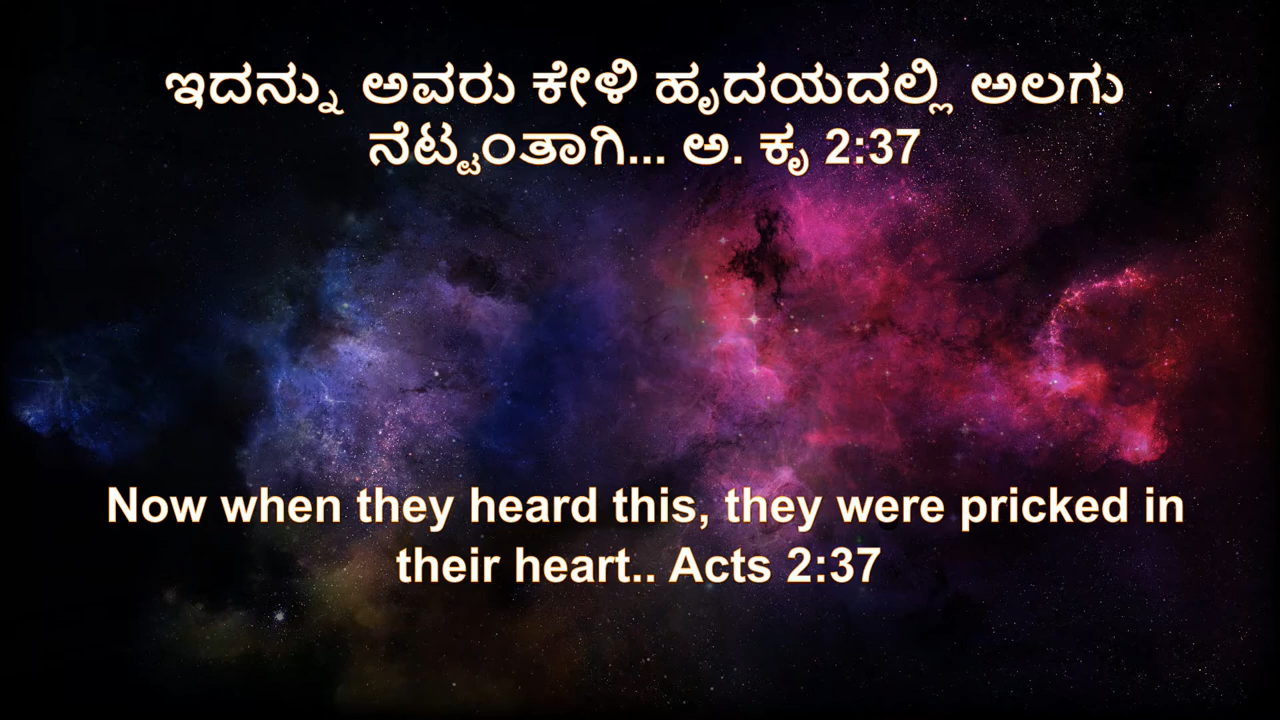 ಇದನ್ನು ಅವರು ಕೇಳಿ ಹೃದಯದಲ್ಲಿ ಅಲಗು
ನೆಟ್ಟಂತಾಗಿ... ಅ. ಕೃ 2:37
Now when they heard this, they were pricked in
their heart.. Acts 2:37